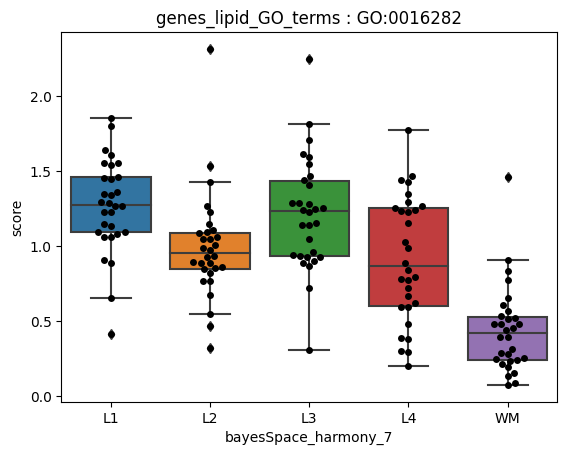 genes_lipid_GO_terms : GO:0016282
score
2.0
1.5
1.0
0.5
0.0
L1 L2 L3 L4 WM
bayesSpace_harmony_7